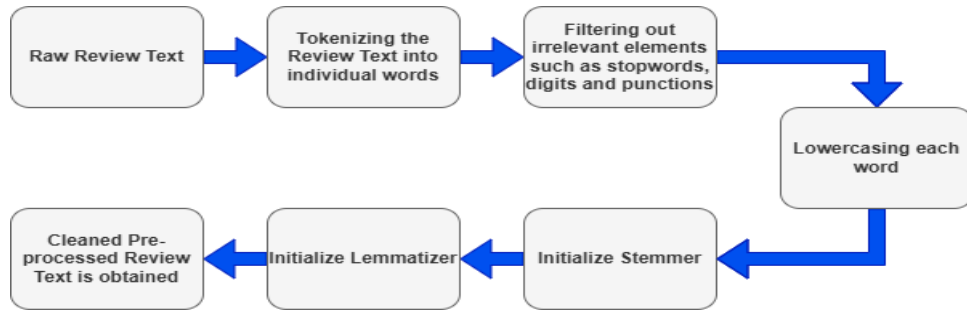 Raw Review Text
Tokenizing the
Review Text into
individual words
Filtering out
irrelevant elements
such as stopwords,
digits and punctions
Lowercasing each
word
Initialize Stemmer
Initialize Lemmatizer
Cleaned Pre-
processed Review
Text is obtained